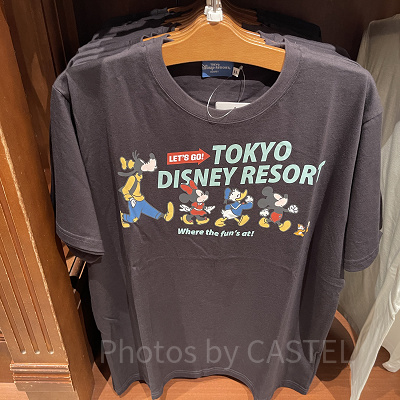 LET'S GO!
TOKYO
DISNEY RESORT
Where the fun's at!
Photos by CASTEL